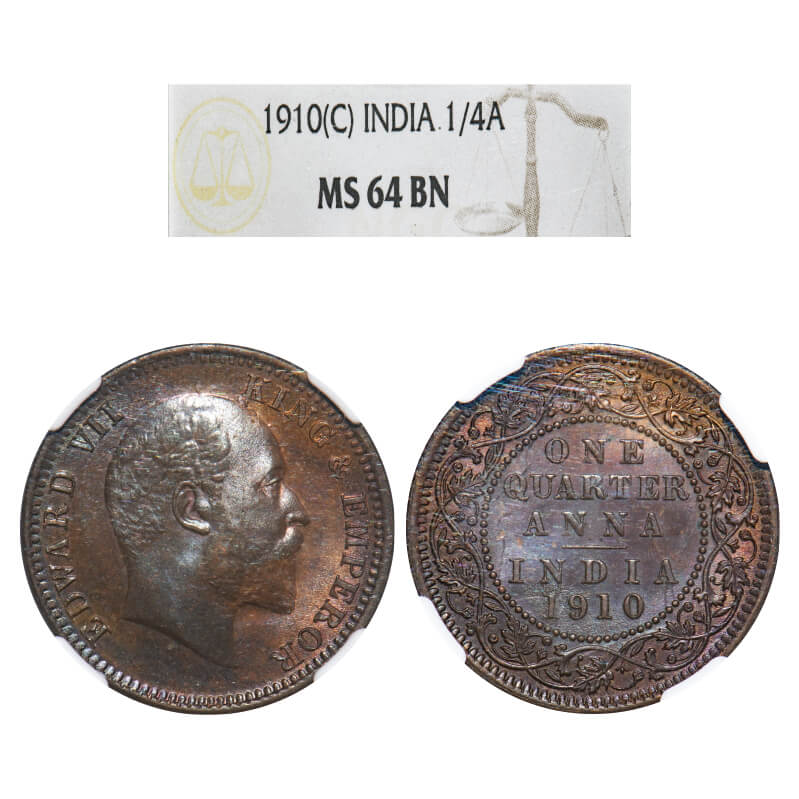 1910(C) INDIA 1/4A
MS 64 BN
EDWARD VII KING & EMPEROR
ONE
QUARTER
ANNA
INDIA
1910